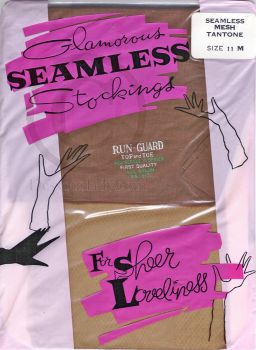 Glamorous
SEAMLESS
Stockings
SEAMLESS
MESH
TANTONE
SIZE 11 M
RUN-GUARD
TOP and TOE
FIRST QUALITY
For Sheer
Loveliness